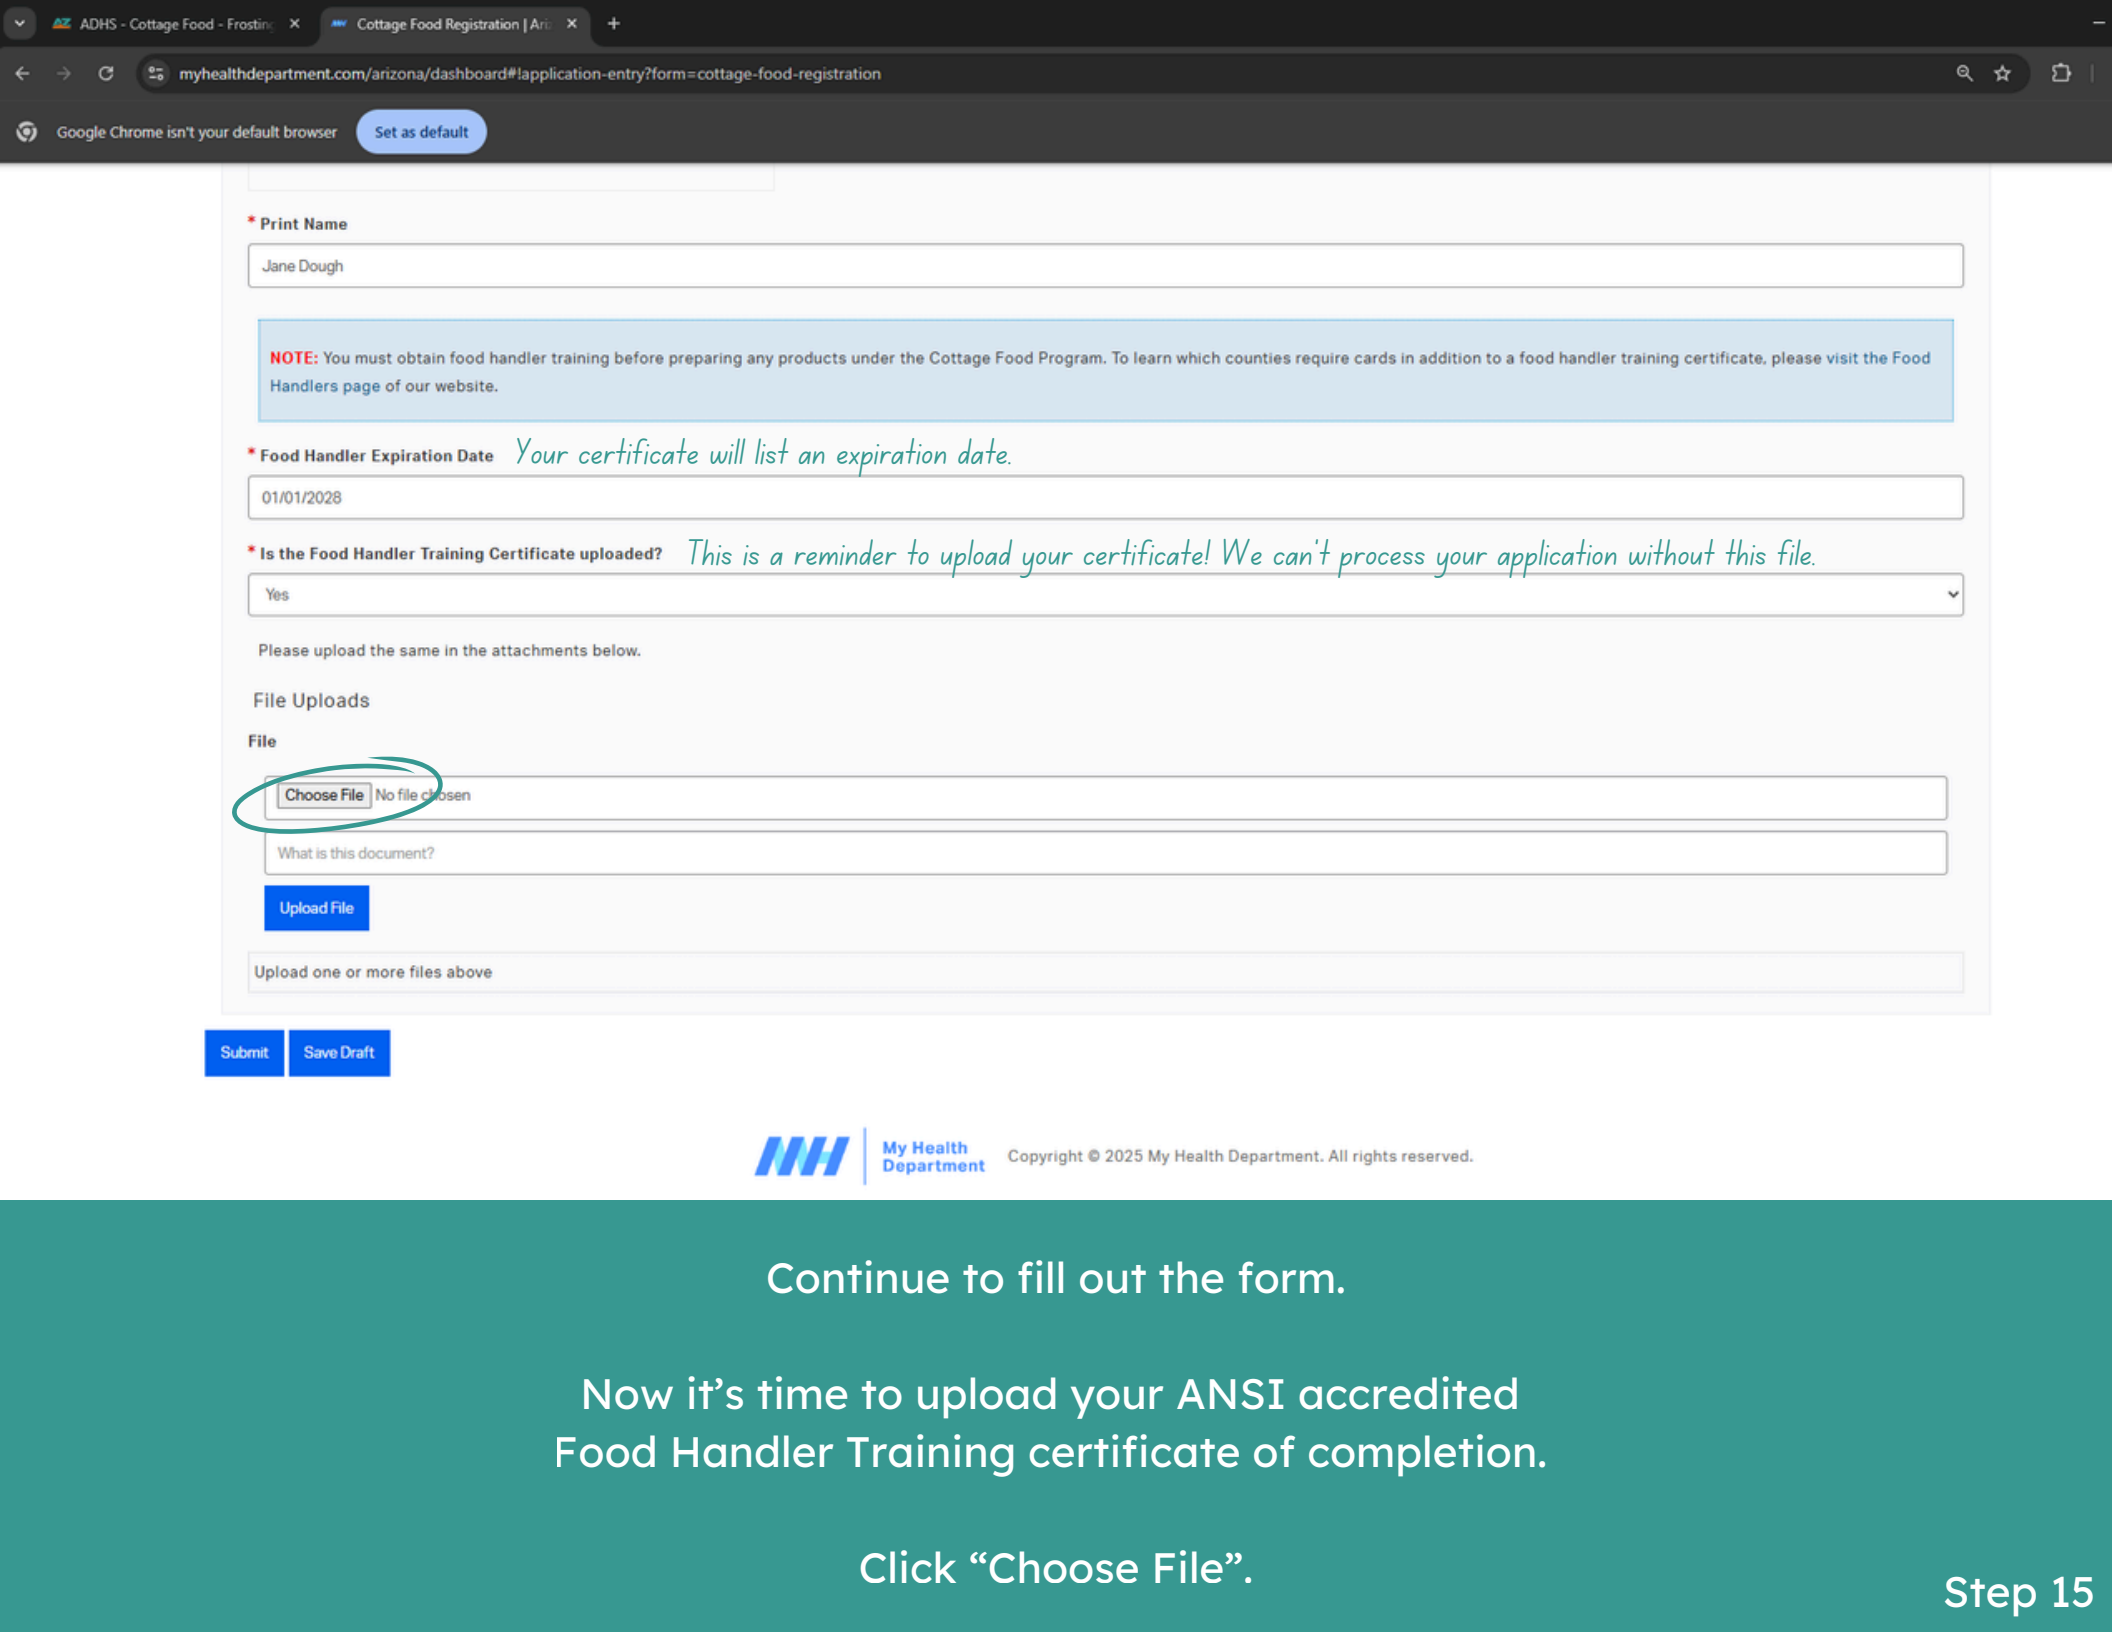 ADHS - Cottage Food - Frosting
Cottage Food Registration | Ari
myhealthdepartment.com/arizona/dashboard#!application-entry?form=cottage-food-registration
Google Chrome isn't your default browser Set as default
* Print Name
Jane Dough
NOTE: You must obtain food handler training before preparing any products under the Cottage Food Program. To learn which counties require cards in addition to a food handler training certificate, please visit the Food
Handlers page of our website.
* Food Handler Expiration Date Your certificate will list an expiration date.
01/01/2028
* Is the Food Handler Training Certificate uploaded? This is a reminder to upload your certificate! We can't process your application without this file.
Yes
Please upload the same in the attachments below.
File Uploads
File
Choose File No file chosen
What is this document?
Upload File
Upload one or more files above
Submit Save Draft
My Health
Department
Copyright © 2025 My Health Department. All rights reserved.
Continue to fill out the form.
Now it’s time to upload your ANSI accredited
Food Handler Training certificate of completion.
Click “Choose File”.
Step 15